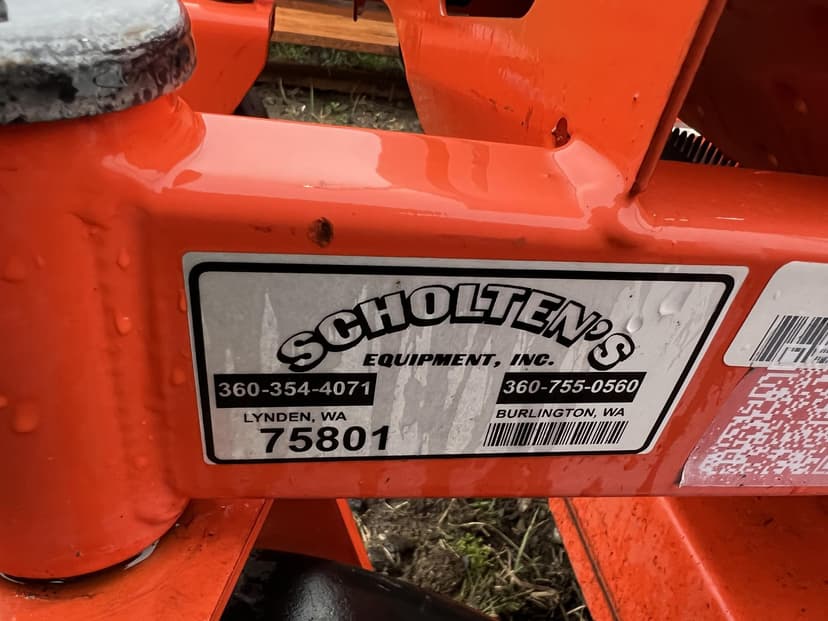 SCHOLTEN'S
EQUIPMENT, INC.
360-354-4071
360-755-0560
LYNDEN, WA
BURLINGTON, WA
75801